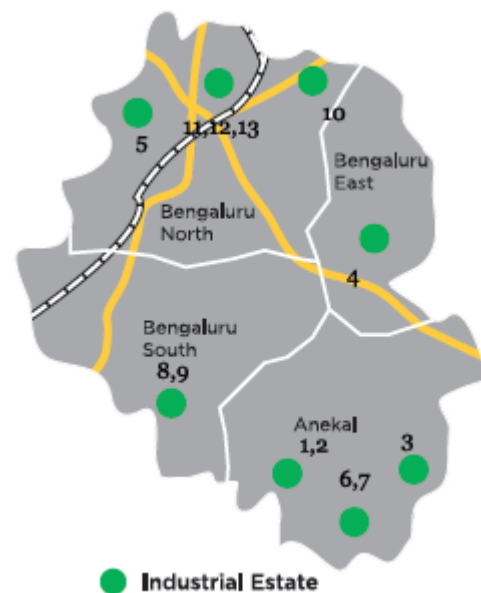 5
11,12,13
10
Bengaluru
East
Bengaluru
North
4
Bengaluru
South
8,9
Anekal
1,2
3
6,7
Industrial Estate